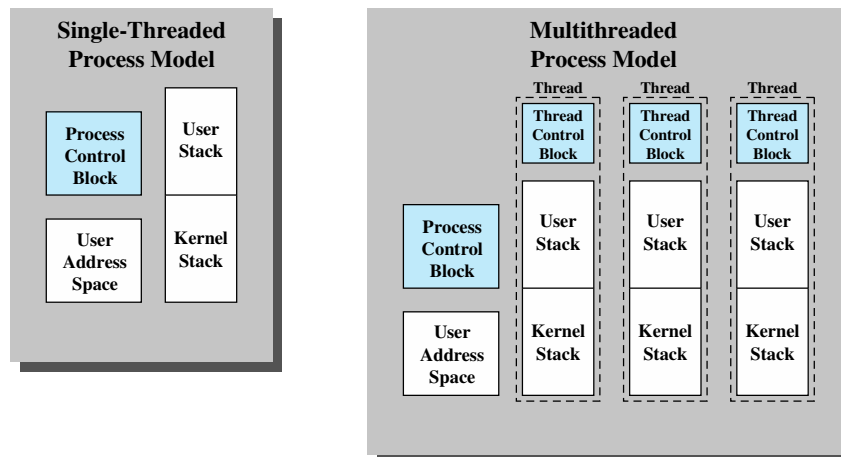 Single-Threaded
Process Model
Process
Control
Block
User
Stack
User
Address
Space
Kernel
Stack
Multithreaded
Process Model
Thread
Thread
Control
Block
User
Stack
Kernel
Stack
Thread
Thread
Control
Block
User
Stack
Kernel
Stack
Thread
Thread
Control
Block
User
Stack
Kernel
Stack
Process
Control
Block
User
Address
Space